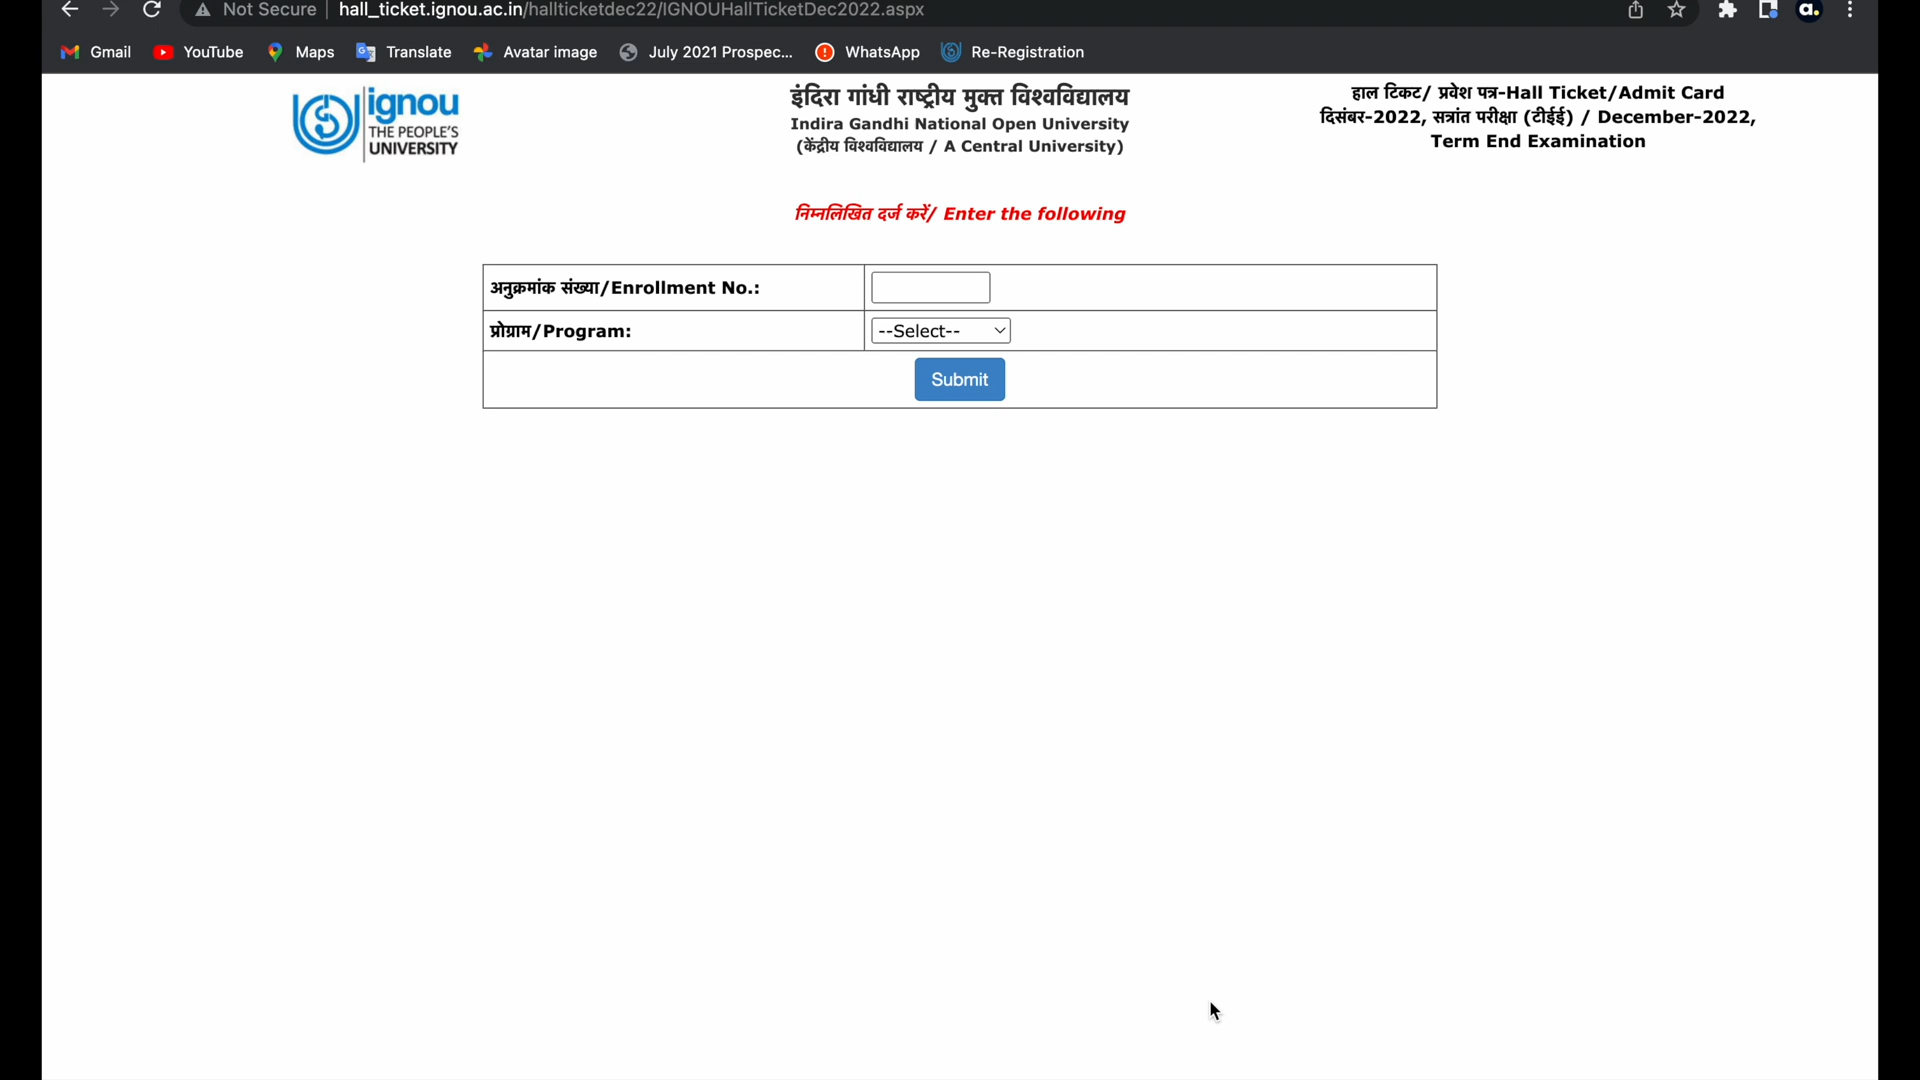 Not Secure hall_ticket.ignou.ac.in/hallticketdec22/IGNOUHallTicketDec2022.aspx a.
Gmail YouTube Maps Translate Avatar image July 2021 Prospec... WhatsApp Re-Registration
ignou
THE PEOPLE'S
UNIVERSITY
इंदिरा गांधी राष्ट्रीय मुक्त विश्वविद्यालय
Indira Gandhi National Open University
(केंद्रीय विश्वविद्यालय / A Central University)
हाल टिकट/ प्रवेश पत्र-Hall Ticket/Admit Card
दिसंबर-2022, सत्रांत परीक्षा (टीईई) / December-2022,
Term End Examination
निम्नलिखित दर्ज करें/ Enter the following
अनुक्रमांक संख्या/Enrollment No.:
प्रोग्राम/Program: --Select--
Submit